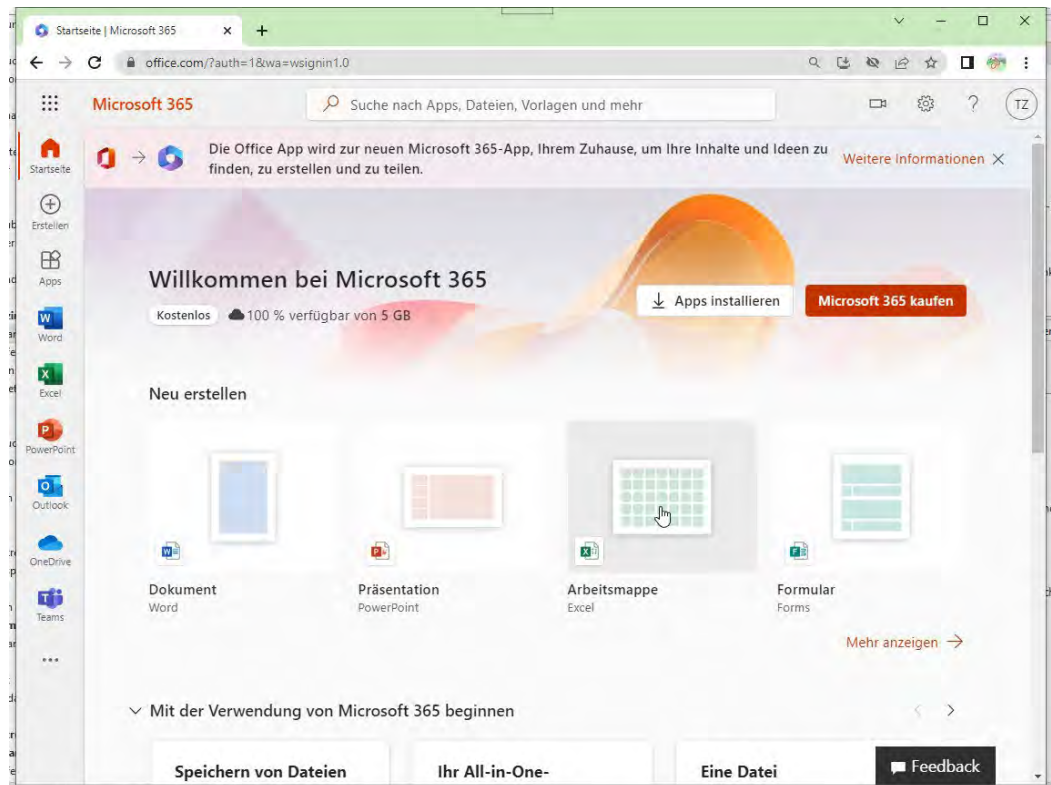 Startseite | Microsoft 365
office.com/?auth=1&wa=wsignin1.0
Microsoft 365
Suche nach Apps, Dateien, Vorlagen und mehr
?
TZ
Die Office App wird zur neuen Microsoft 365-App, Ihrem Zuhause, um Ihre Inhalte und Ideen zu
finden, zu erstellen und zu teilen.
Weitere Informationen
Startseite
Erstellen
Apps
Word
Excel
PowerPoint
Outlook
OneDrive
Teams
Willkommen bei Microsoft 365
Kostenlos
100 % verfügbar von 5 GB
Apps installieren
Microsoft 365 kaufen
Neu erstellen
Dokument
Word
Präsentation
PowerPoint
Arbeitsmappe
Excel
Formular
Forms
Mehr anzeigen
Mit der Verwendung von Microsoft 365 beginnen
Speichern von Dateien
Ihr All-in-One-
Eine Datei
Feedback